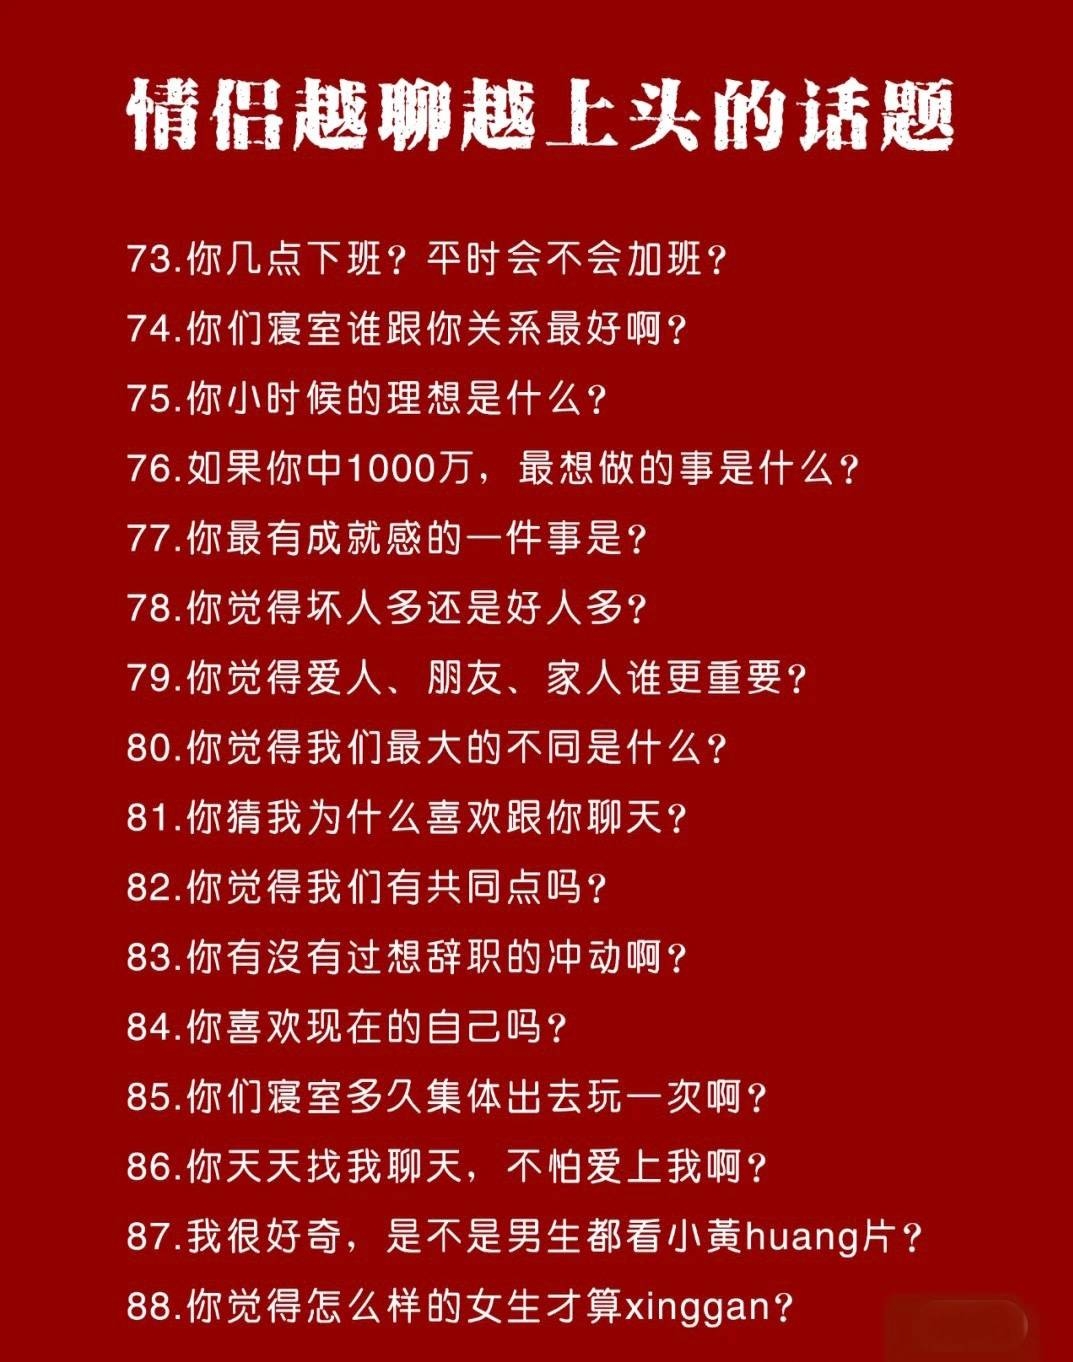 情侣越聊越上头的话题
73.你几点下班？平时会不会加班？
74.你们寝室谁跟你关系最好啊？
75.你小时候的理想是什么？
76.如果你中1000万，最想做的事是什么？
77.你最有成就感的一件事是？
78.你觉得坏人多还是好人多？
79.你觉得爱人、朋友、家人谁更重要？
80.你觉得我们最大的不同是什么？
81.你猜我为什么喜欢跟你聊天？
82.你觉得我们有共同点吗？
83.你有沒有过想辞职的冲动啊？
84.你喜欢现在的自己吗？
85.你们寝室多久集体出去玩一次啊？
86.你天天找我聊天，不怕爱上我啊？
87.我很好奇，是不是男生都看小黃huang片？
88.你觉得怎么样的女生才算xinggan？